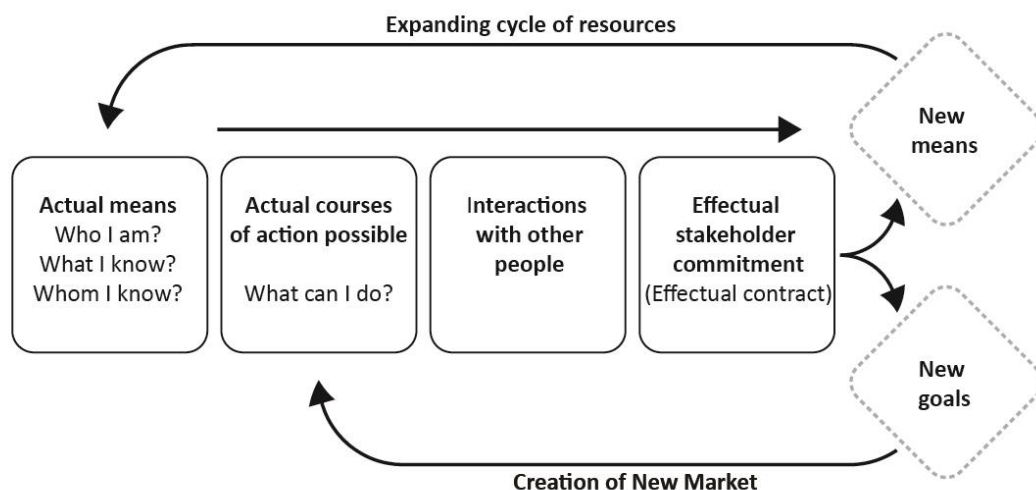 Expanding cycle of resources
New
means
Actual means
Who I am?
What I know?
Whom I know?
Actual courses
of action possible
What can I do?
Interactions
with other
people
Effectual
stakeholder
commitment
(Effectual contract)
New
goals
Creation of New Market